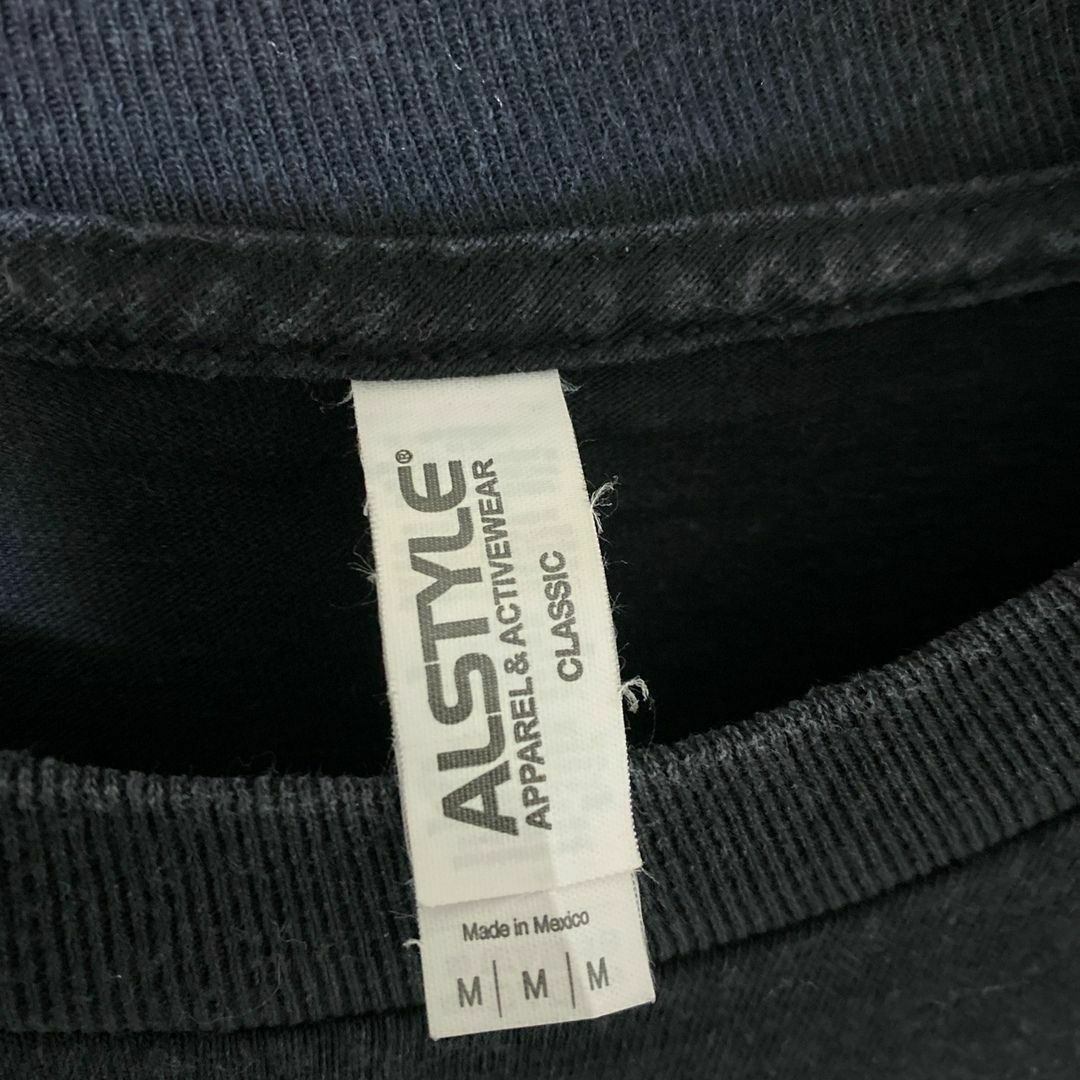 ALSTYLE®
APPAREL & ACTIVEWEAR
CLASSIC
Made in Mexico
M | M | M